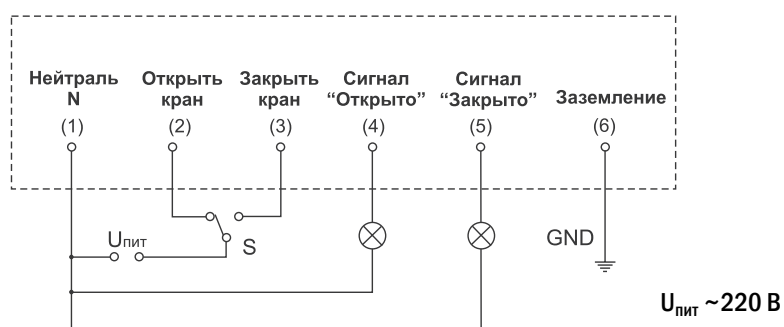 Нейтраль Открыть Закрыть Сигнал Сигнал Заземление
N кран кран “Открыто” “Закрыто”
(1) (2) (3) (4) (5) (6)
Uпит S GND
Uпит ~220 В